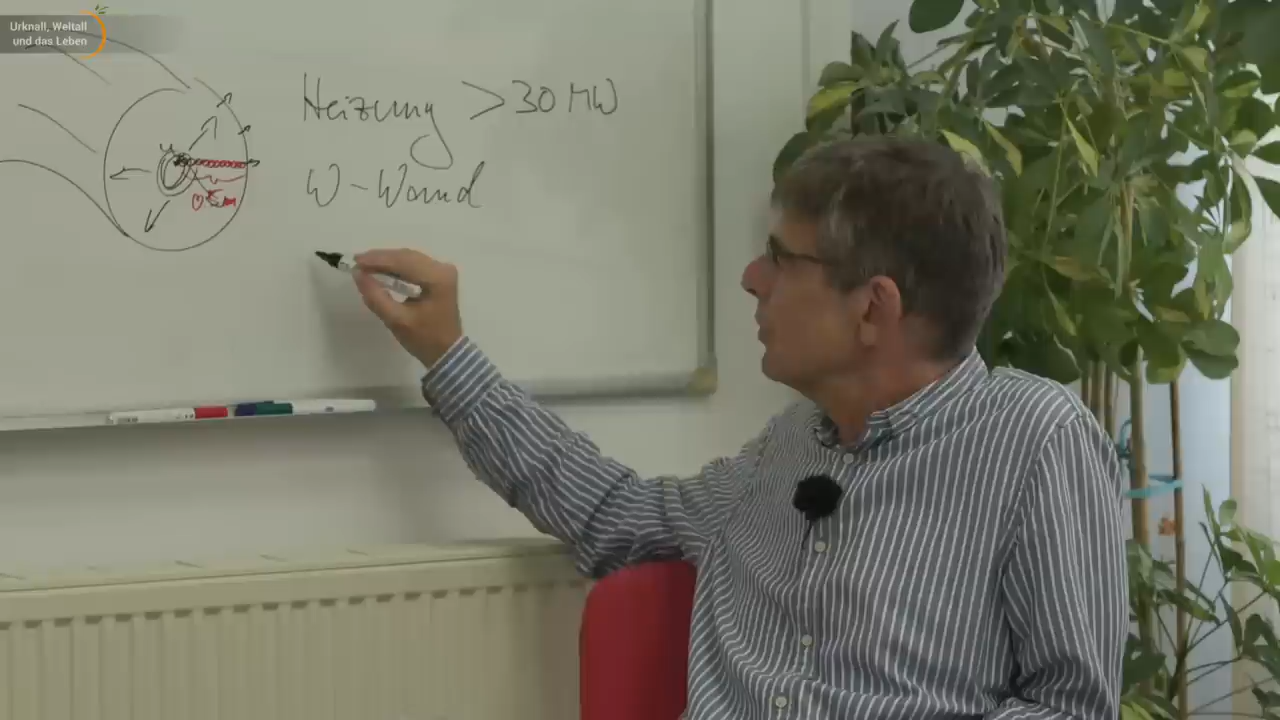 Urknall, Weltall
und das Leben
Heizung > 30 MW
W-Wand